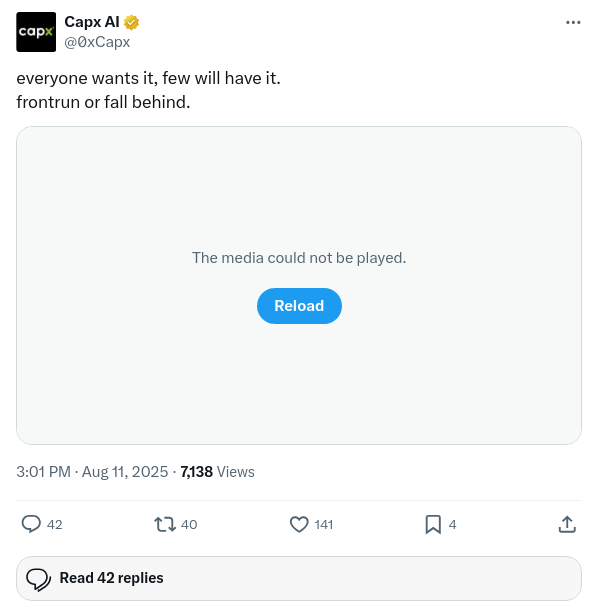 capx
Capx AI
@0xCapx
everyone wants it, few will have it.
frontrun or fall behind.
The media could not be played.
Reload
3:01 PM · Aug 11, 2025 · 7,138 Views
42 40 141 4
Read 42 replies